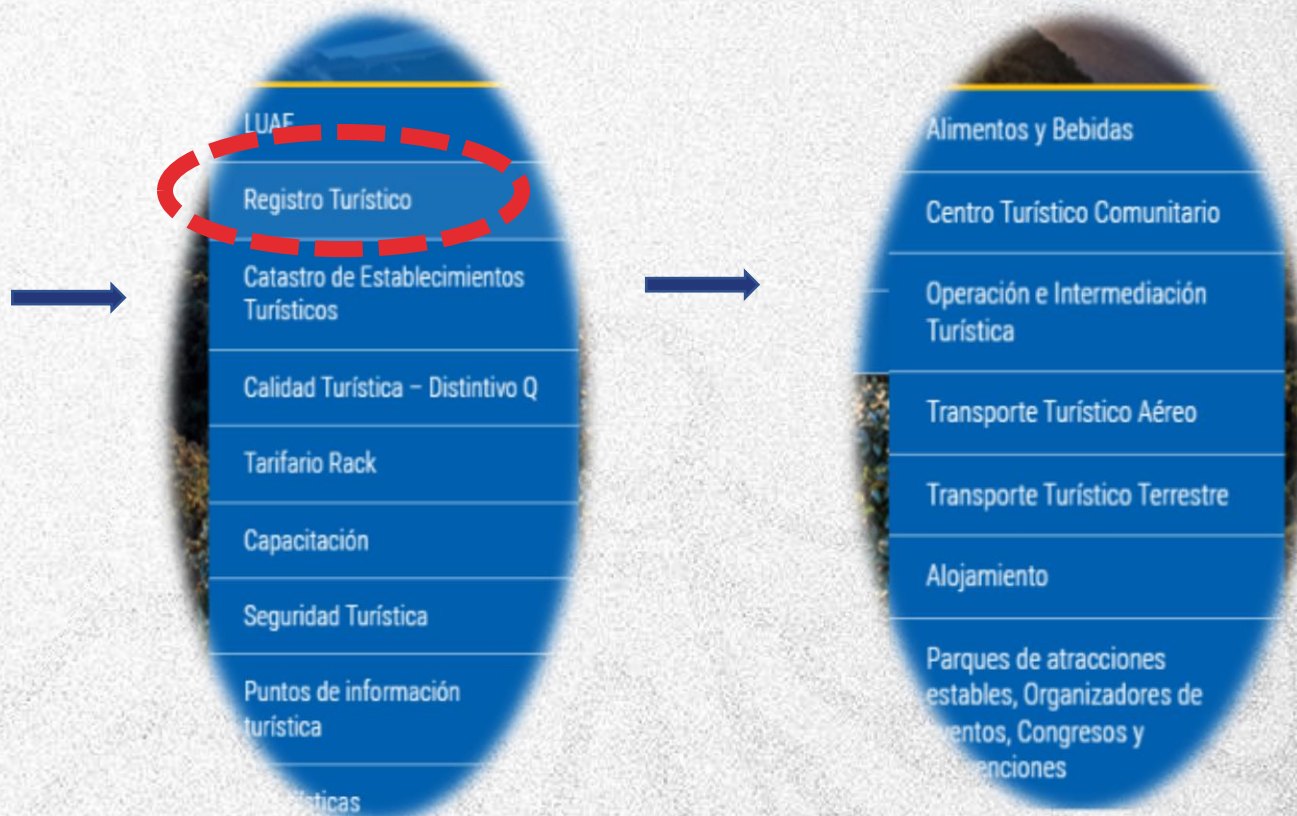 LUAE
Registro Turístico
Catastro de Establecimientos
Turísticos
Calidad Turística – Distintivo Q
Tarifario Rack
Capacitación
Seguridad Turística
Puntos de información
turística
Alimentos y Bebidas
Centro Turístico Comunitario
Operación e Intermediación
Turística
Transporte Turístico Aéreo
Transporte Turístico Terrestre
Alojamiento
Parques de atracciones
estables, Organizadores de
Congresos y